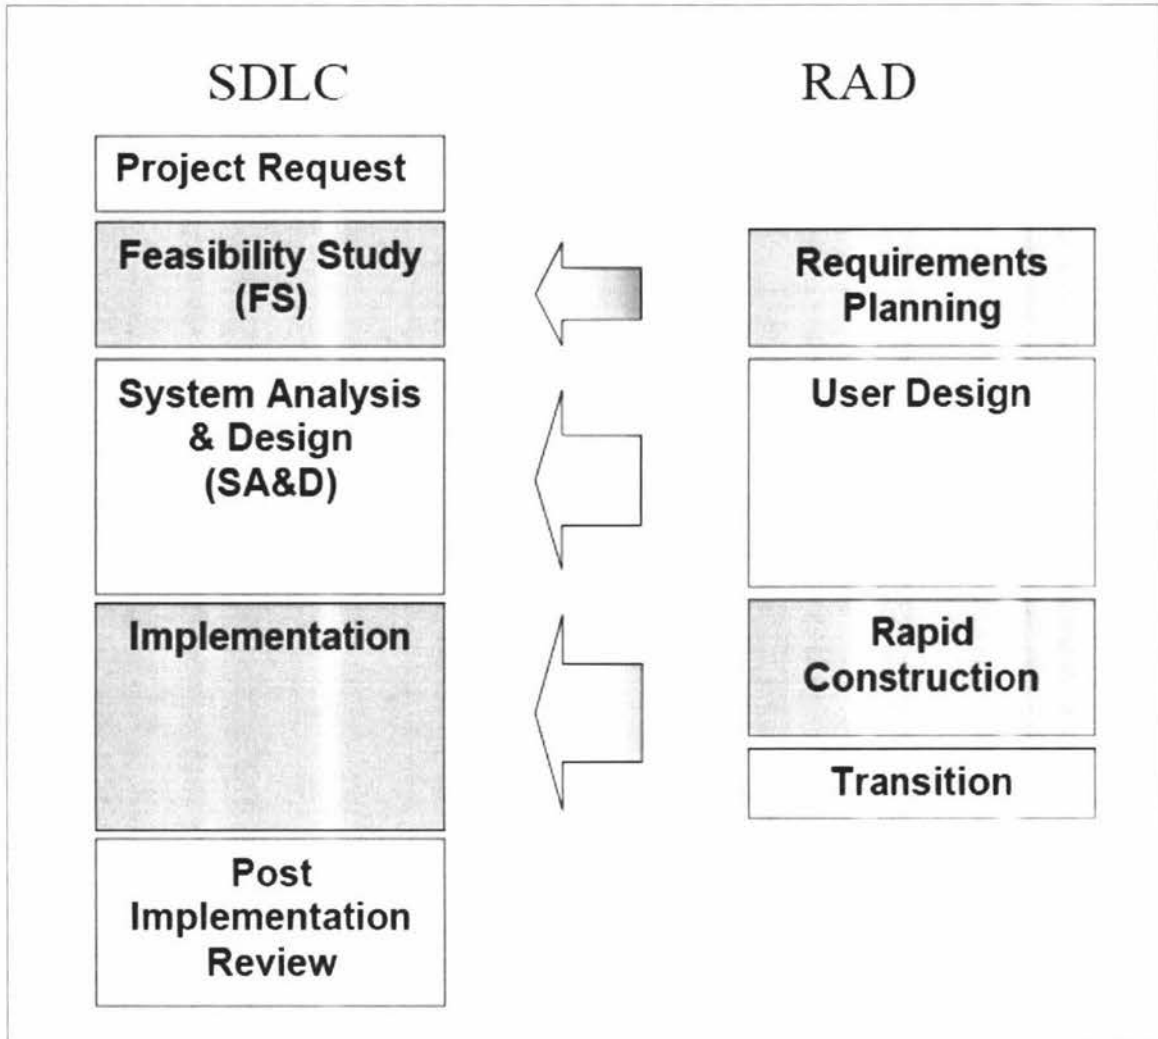 SDLC
RAD
Project Request
Feasibility Study
(FS)
Requirements
Planning
System Analysis
& Design
(SA&D)
User Design
Implementation
Rapid
Construction
Transition
Post
Implementation
Review